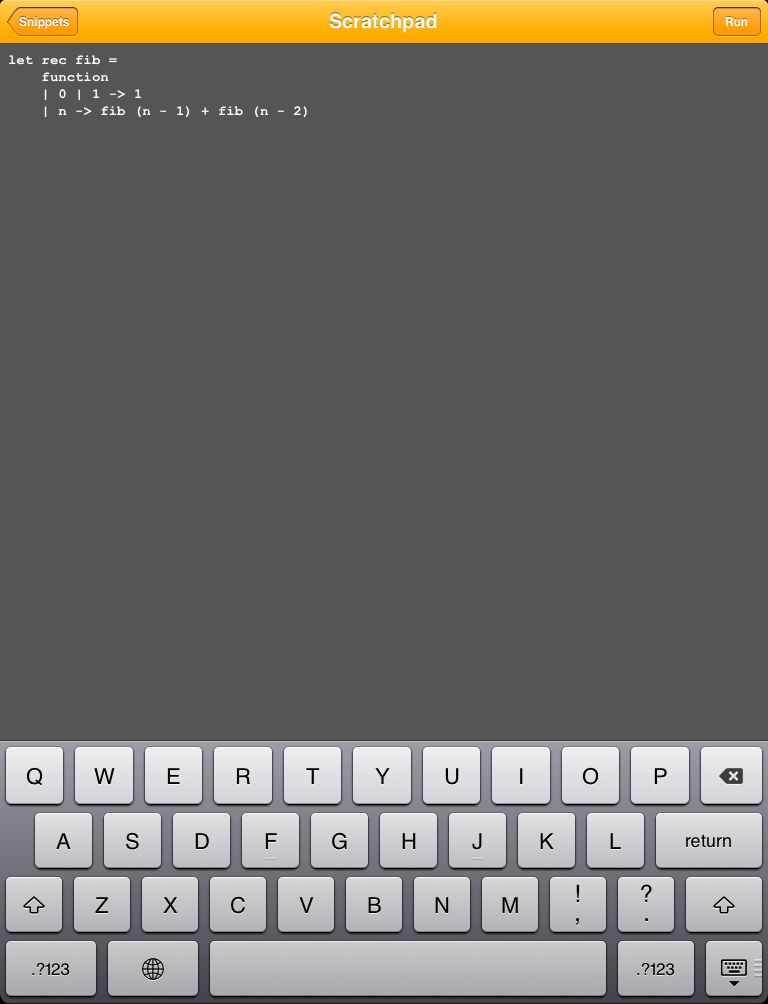 Snippets Scratchpad Run
let rec fib =
    function
    | 0 | 1 -> 1
    | n -> fib (n - 1) + fib (n - 2)
Q W E R T Y U I O P
A S D F G H J K L return
Z X C V B N M ! , ? .
.?123 .?123